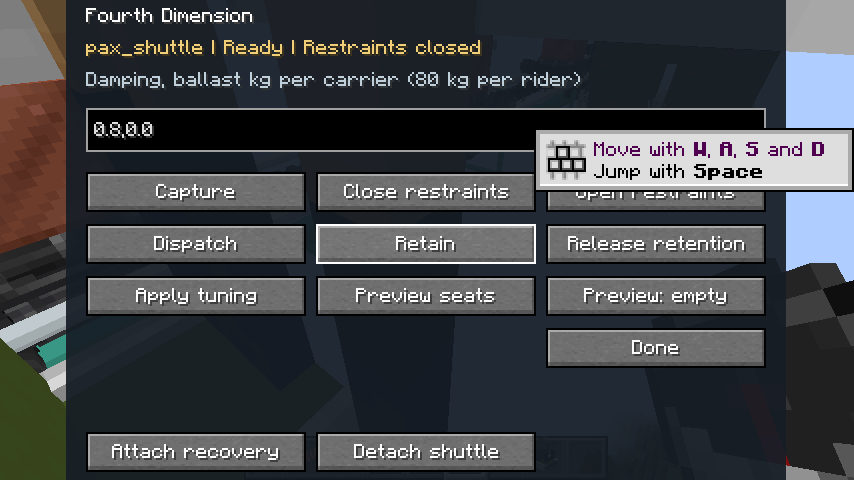 Fourth Dimension
pax_shuttle | Ready | Restraints closed
Damping, ballast kg per carrier (80 kg per rider)
0.8,0.0
Move with W, A, S and D
Jump with Space
Capture
Close restraints
Open restraints
Dispatch
Retain
Release retention
Apply tuning
Preview seats
Preview: empty
Done
Attach recovery
Detach shuttle